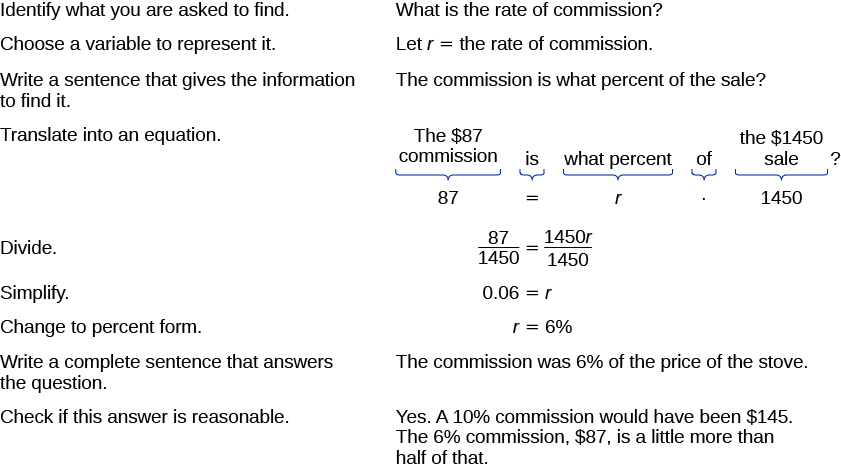 Identify what you are asked to find. What is the rate of commission?
Choose a variable to represent it. Let r = the rate of commission.
Write a sentence that gives the information The commission is what percent of the sale?
to find it.
Translate into an equation.
The $87 the $1450
commission is what percent of sale ?
87 = r · 1450
Divide. 87/1450 = 1450r/1450
Simplify. 0.06 = r
Change to percent form. r = 6%
Write a complete sentence that answers The commission was 6% of the price of the stove.
the question.
Check if this answer is reasonable. Yes. A 10% commission would have been $145.
The 6% commission, $87, is a little more than
half of that.